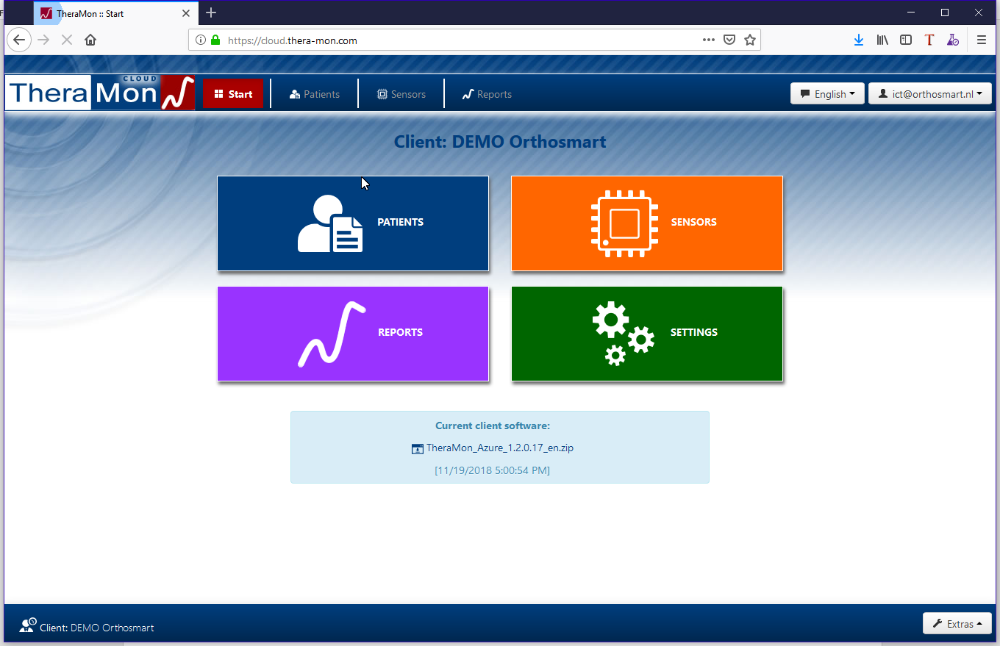 TheraMon :: Start
https://cloud.thera-mon.com
TheraMon CLOUD
Start
Patients
Sensors
Reports
English
ict@orthosmart.nl
Client: DEMO Orthosmart
PATIENTS
SENSORS
REPORTS
SETTINGS
Current client software:
TheraMon_Azure_1.2.0.17_en.zip
[11/19/2018 5:00:54 PM]
Client: DEMO Orthosmart
Extras